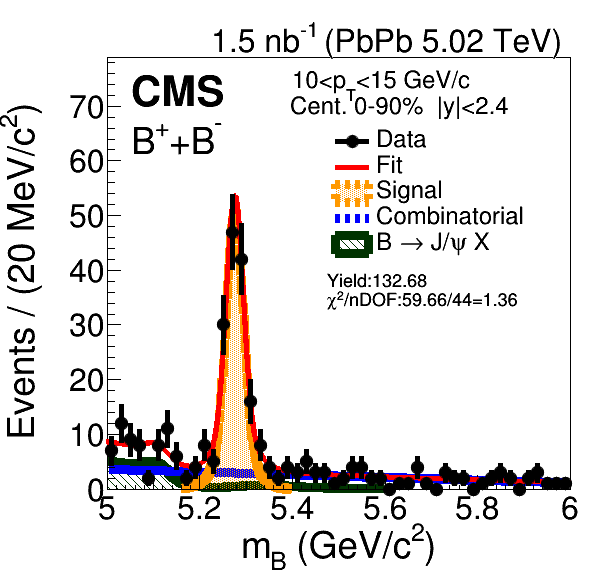 1.5 nb⁻¹ (PbPb 5.02 TeV)
CMS
B⁺+B⁻
10<p_T<15 GeV/c
Cent. 0-90% |y|<2.4
Data
Fit
Signal
Combinatorial
B → J/ψ X
Yield:132.68
χ²/nDOF:59.66/44=1.36
Events / (20 MeV/c²)
70
60
50
40
30
20
10
0
5
5.2
5.4
5.6
5.8
6
m_B (GeV/c²)